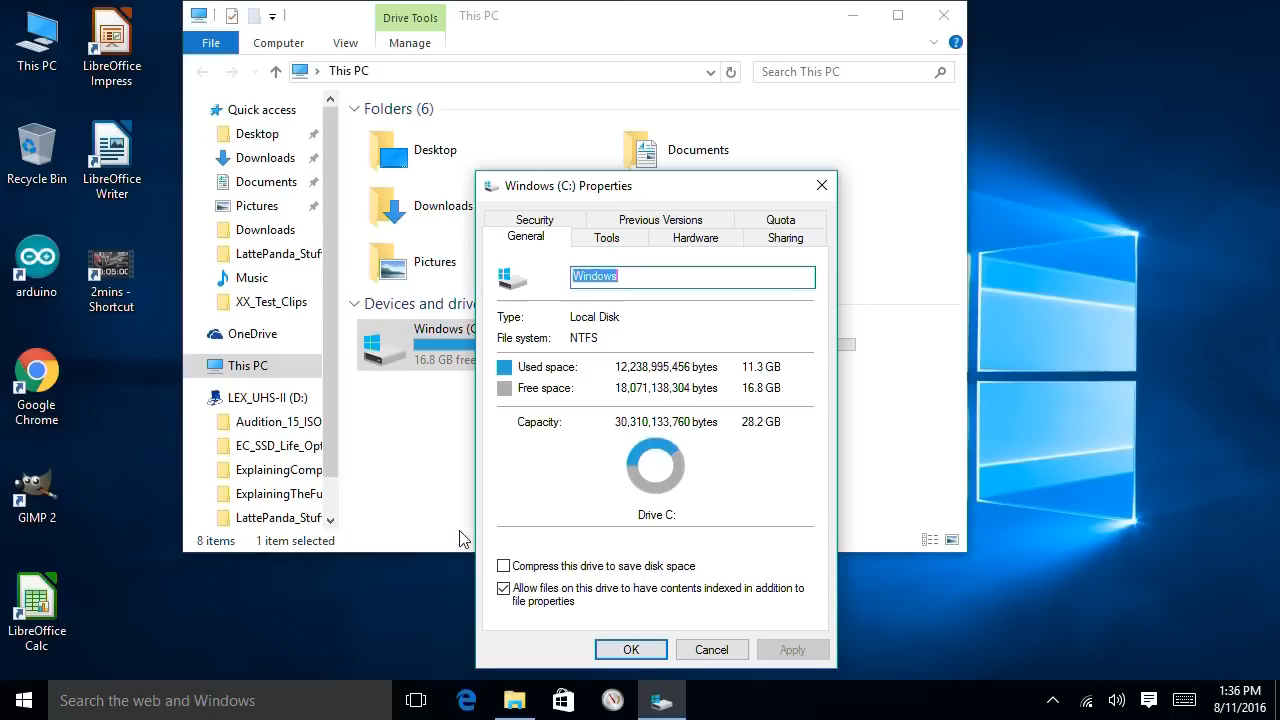 This PC
LibreOffice
Impress
Recycle Bin
LibreOffice
Writer
arduino
2mins -
Shortcut
Google
Chrome
GIMP 2
LibreOffice
Calc
Drive Tools
This PC
File
Computer
View
Manage
This PC
Search This PC
Quick access
Desktop
Downloads
Documents
Pictures
Downloads
LattePanda_Stuf
Music
XX_Test_Clips
OneDrive
This PC
LEX_UHS-II (D:)
Audition_15_ISO
EC_SSD_Life_Opt
ExplainingComp
ExplainingTheFu
LattePanda_Stuf
Folders (6)
Desktop
Documents
Downloads
Pictures
Devices and drive
Windows (C
16.8 GB free
8 items
1 item selected
Windows (C:) Properties
Security
Previous Versions
Quota
General
Tools
Hardware
Sharing
Windows
Type: Local Disk
File system: NTFS
Used space: 12,238,995,456 bytes 11.3 GB
Free space: 18,071,138,304 bytes 16.8 GB
Capacity: 30,310,133,760 bytes 28.2 GB
Drive C:
Compress this drive to save disk space
Allow files on this drive to have contents indexed in addition to
file properties
OK
Cancel
Apply
Search the web and Windows
1:36 PM
8/11/2016